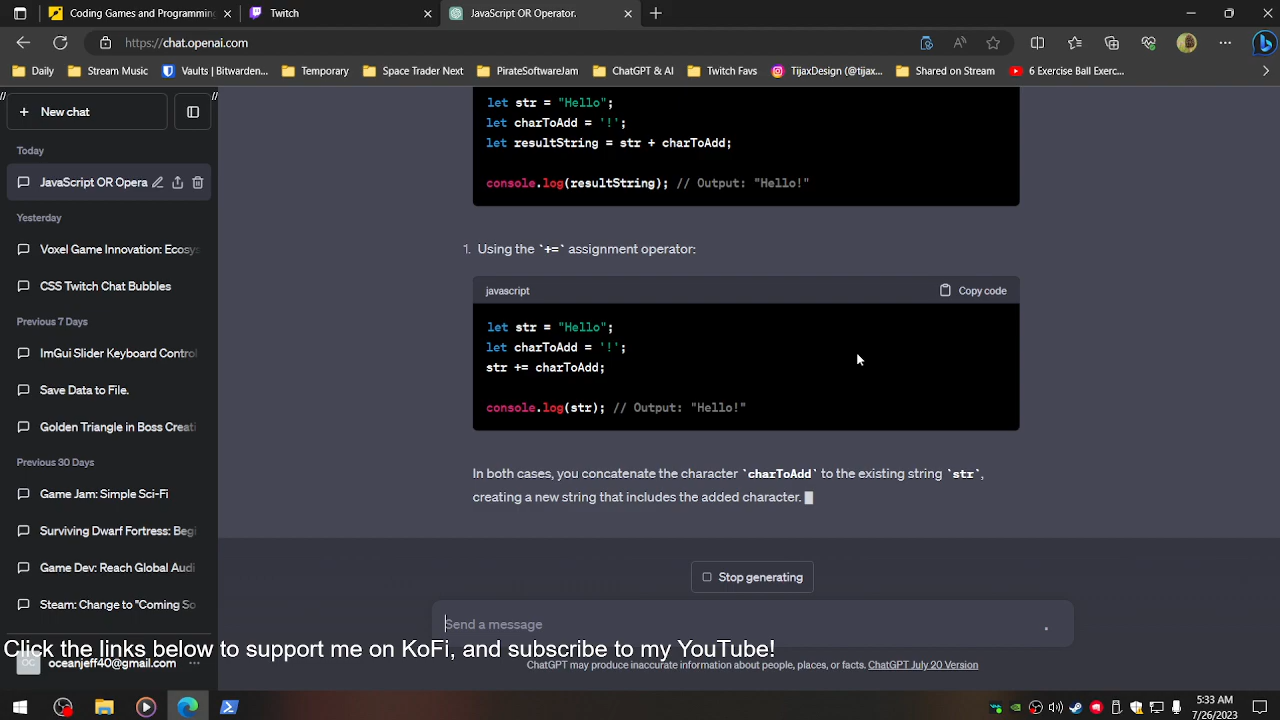 Coding Games and Programming
Twitch
JavaScript OR Operator.
https://chat.openai.com
Daily
Stream Music
Vaults | Bitwarden...
Temporary
Space Trader Next
PirateSoftwareJam
ChatGPT & AI
Twitch Favs
TijaxDesign (@tijax...
Shared on Stream
6 Exercise Ball Exerc...
//
//
New chat
Today
JavaScript OR Opera
Yesterday
Voxel Game Innovation: Ecosys
CSS Twitch Chat Bubbles
Previous 7 Days
ImGui Slider Keyboard Control
Save Data to File.
Golden Triangle in Boss Creati
Previous 30 Days
Game Jam: Simple Sci-Fi
Surviving Dwarf Fortress: Begi
Game Dev: Reach Global Audi
Steam: Change to "Coming So
oceanjeff40@gmail.com
let str = "Hello";
let charToAdd = '!';
let resultString = str + charToAdd;
console.log(resultString); // Output: "Hello!"
1. Using the `+=` assignment operator:
javascript
Copy code
let str = "Hello";
let charToAdd = '!';
str += charToAdd;
console.log(str); // Output: "Hello!"
In both cases, you concatenate the character `charToAdd` to the existing string `str`,
creating a new string that includes the added character.
Stop generating
Send a message
Click the links below to support me on KoFi, and subscribe to my YouTube!
ChatGPT may produce inaccurate information about people, places, or facts. ChatGPT July 20 Version
5:33 AM
7/26/2023